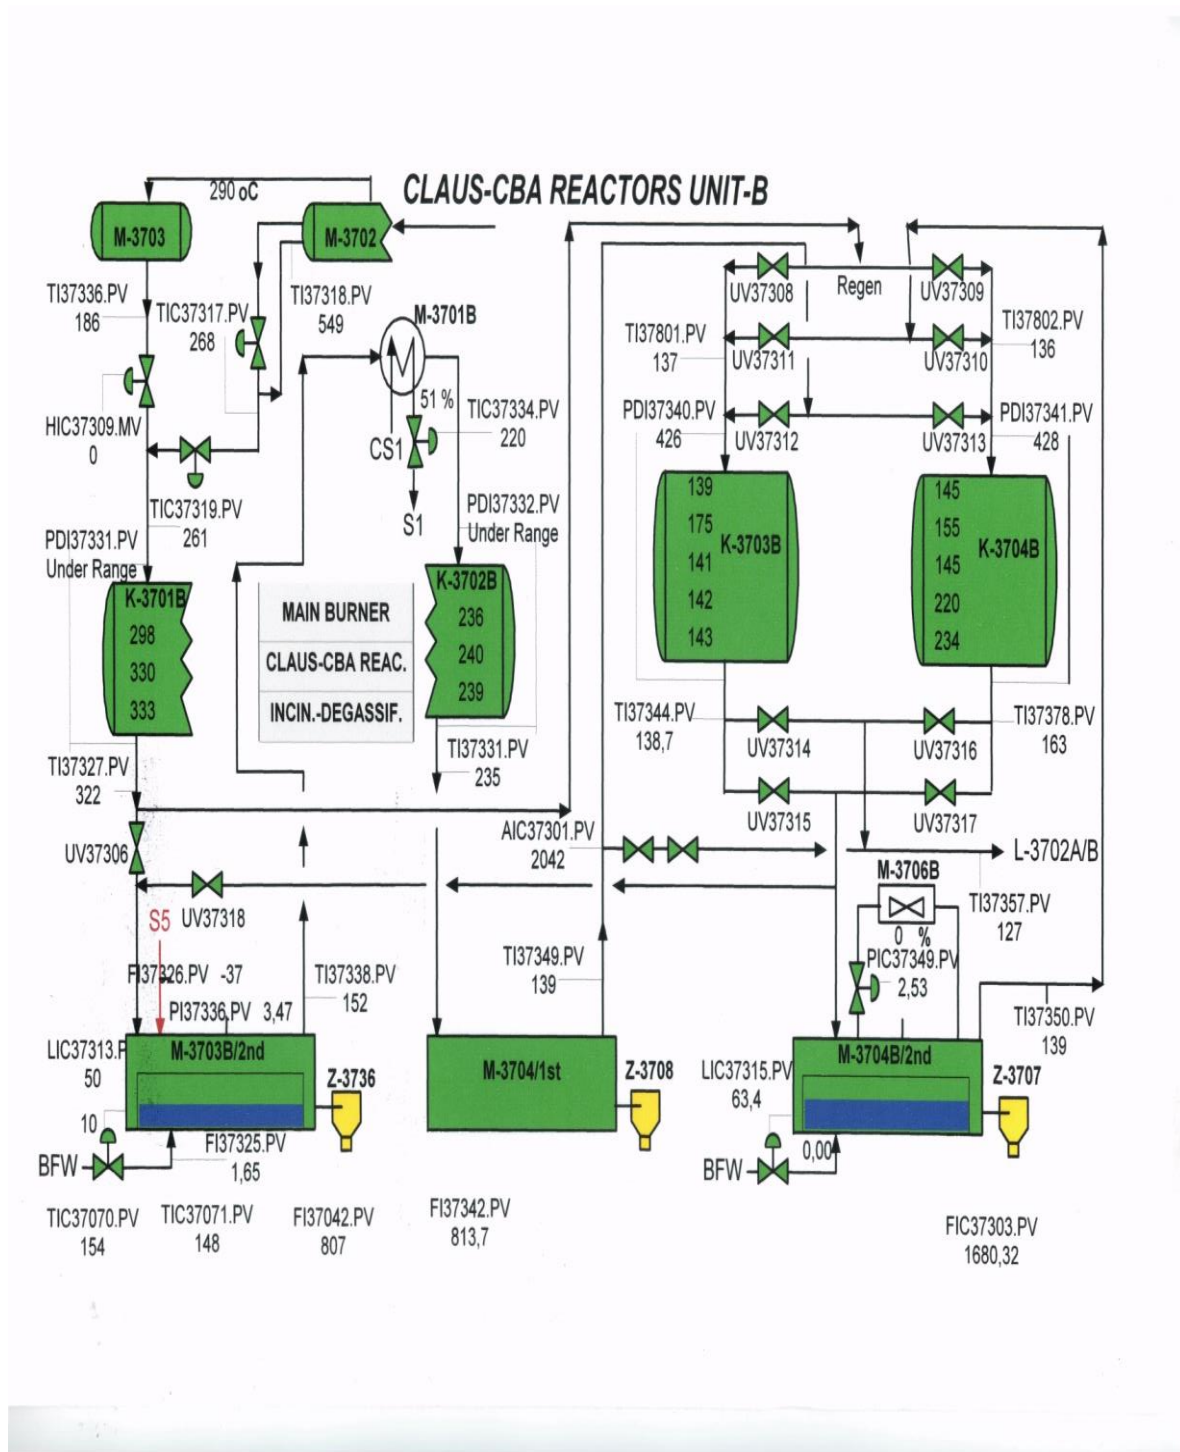 CLAUS-CBA REACTORS UNIT-B
290 oC
M-3703
M-3702
TI37336.PV
186
TIC37317.PV
268
TI37318.PV
549
M-3701B
HIC37309.MV
0
51 %
CS1
S1
TIC37334.PV
220
TIC37319.PV
261
PDI37331.PV
Under Range
PDI37332.PV
Under Range
K-3701B
298
330
333
MAIN BURNER
CLAUS-CBA REAC.
INCIN.-DEGASSIF.
K-3702B
236
240
239
TI37327.PV
322
TI37331.PV
235
UV37306
UV37318
S5
UV37308
Regen
UV37309
TI37801.PV
137
UV37311
UV37310
TI37802.PV
136
PDI37340.PV
426
UV37312
UV37313
PDI37341.PV
428
139
175
141
142
143
K-3703B
145
155
145
220
234
K-3704B
TI37344.PV
138,7
UV37314
UV37316
TI37378.PV
163
UV37315
UV37317
AIC37301.PV
2042
L-3702A/B
M-3706B
0 %
TI37357.PV
127
FI37326.PV -37
PI37336.PV 3,47
TI37338.PV
152
TI37349.PV
139
PIC37349.PV
2,53
TI37350.PV
139
LIC37313.P
50
10
M-3703B/2nd
Z-3736
BFW
FI37325.PV
1,65
M-3704/1st
Z-3708
LIC37315.PV
63,4
M-3704B/2nd
Z-3707
BFW
0,00
TIC37070.PV
154
TIC37071.PV
148
FI37042.PV
807
FI37342.PV
813,7
FIC37303.PV
1680,32